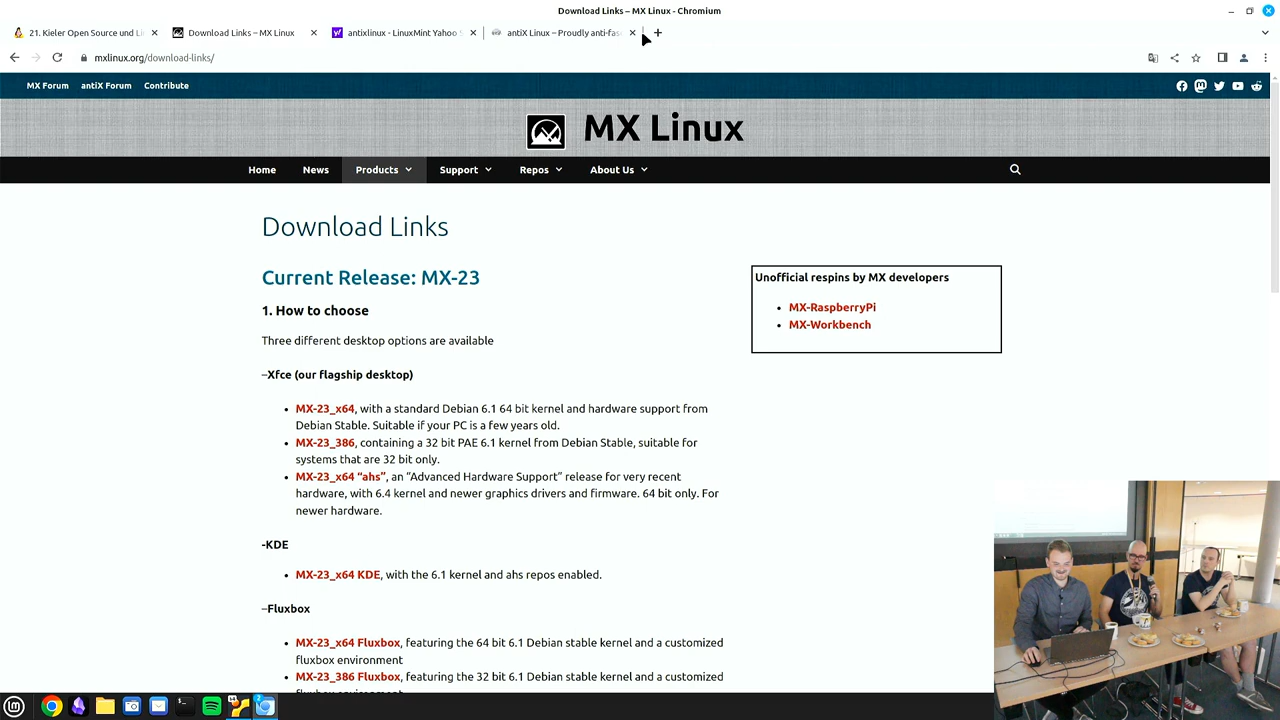 Download Links – MX Linux - Chromium
21. Kieler Open Source und Li
Download Links – MX Linux
antixlinux - LinuxMint Yahoo S
antiX Linux – Proudly anti-fas
mxlinux.org/download-links/
MX Forum antiX Forum Contribute
MX Linux
Home News Products Support Repos About Us
Download Links
Current Release: MX-23
1. How to choose
Three different desktop options are available
–Xfce (our flagship desktop)
• MX-23_x64, with a standard Debian 6.1 64 bit kernel and hardware support from
Debian Stable. Suitable if your PC is a few years old.
• MX-23_386, containing a 32 bit PAE 6.1 kernel from Debian Stable, suitable for
systems that are 32 bit only.
• MX-23_x64 “ahs”, an “Advanced Hardware Support” release for very recent
hardware, with 6.4 kernel and newer graphics drivers and firmware. 64 bit only. For
newer hardware.
-KDE
• MX-23_x64 KDE, with the 6.1 kernel and ahs repos enabled.
–Fluxbox
• MX-23_x64 Fluxbox, featuring the 64 bit 6.1 Debian stable kernel and a customized
fluxbox environment
• MX-23_386 Fluxbox, featuring the 32 bit 6.1 Debian stable kernel and a customized
fluxbox environment
Unofficial respins by MX developers
• MX-RaspberryPi
• MX-Workbench